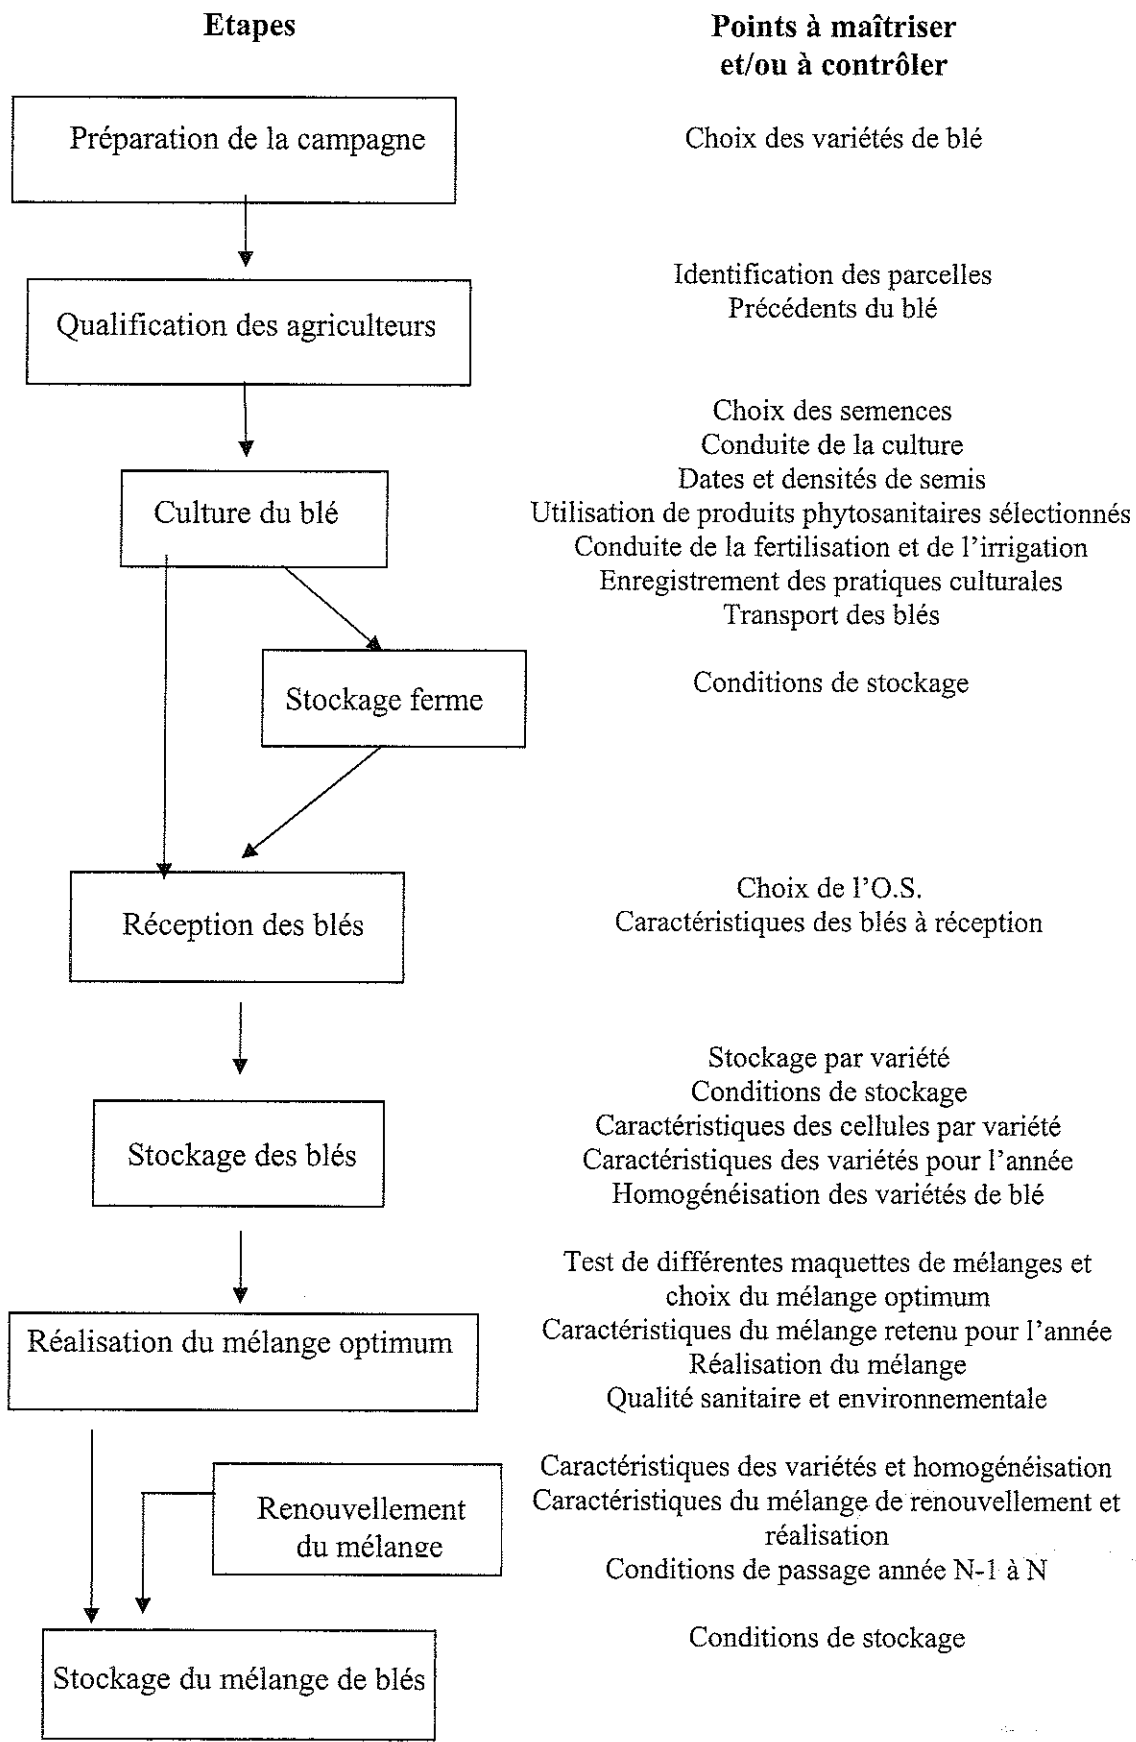 Etapes
Points à maîtriser
et/ou à contrôler
Préparation de la campagne
Choix des variétés de blé
Qualification des agriculteurs
Identification des parcelles
Précédents du blé
Culture du blé
Choix des semences
Conduite de la culture
Dates et densités de semis
Utilisation de produits phytosanitaires sélectionnés
Conduite de la fertilisation et de l'irrigation
Enregistrement des pratiques culturales
Transport des blés
Stockage ferme
Conditions de stockage
Réception des blés
Choix de l'O.S.
Caractéristiques des blés à réception
Stockage des blés
Stockage par variété
Conditions de stockage
Caractéristiques des cellules par variété
Caractéristiques des variétés pour l'année
Homogénéisation des variétés de blé
Réalisation du mélange optimum
Test de différentes maquettes de mélanges et
choix du mélange optimum
Caractéristiques du mélange retenu pour l'année
Réalisation du mélange
Qualité sanitaire et environnementale
Renouvellement
du mélange
Caractéristiques des variétés et homogénéisation
Caractéristiques du mélange de renouvellement et
réalisation
Conditions de passage année N-1 à N
Stockage du mélange de blés
Conditions de stockage